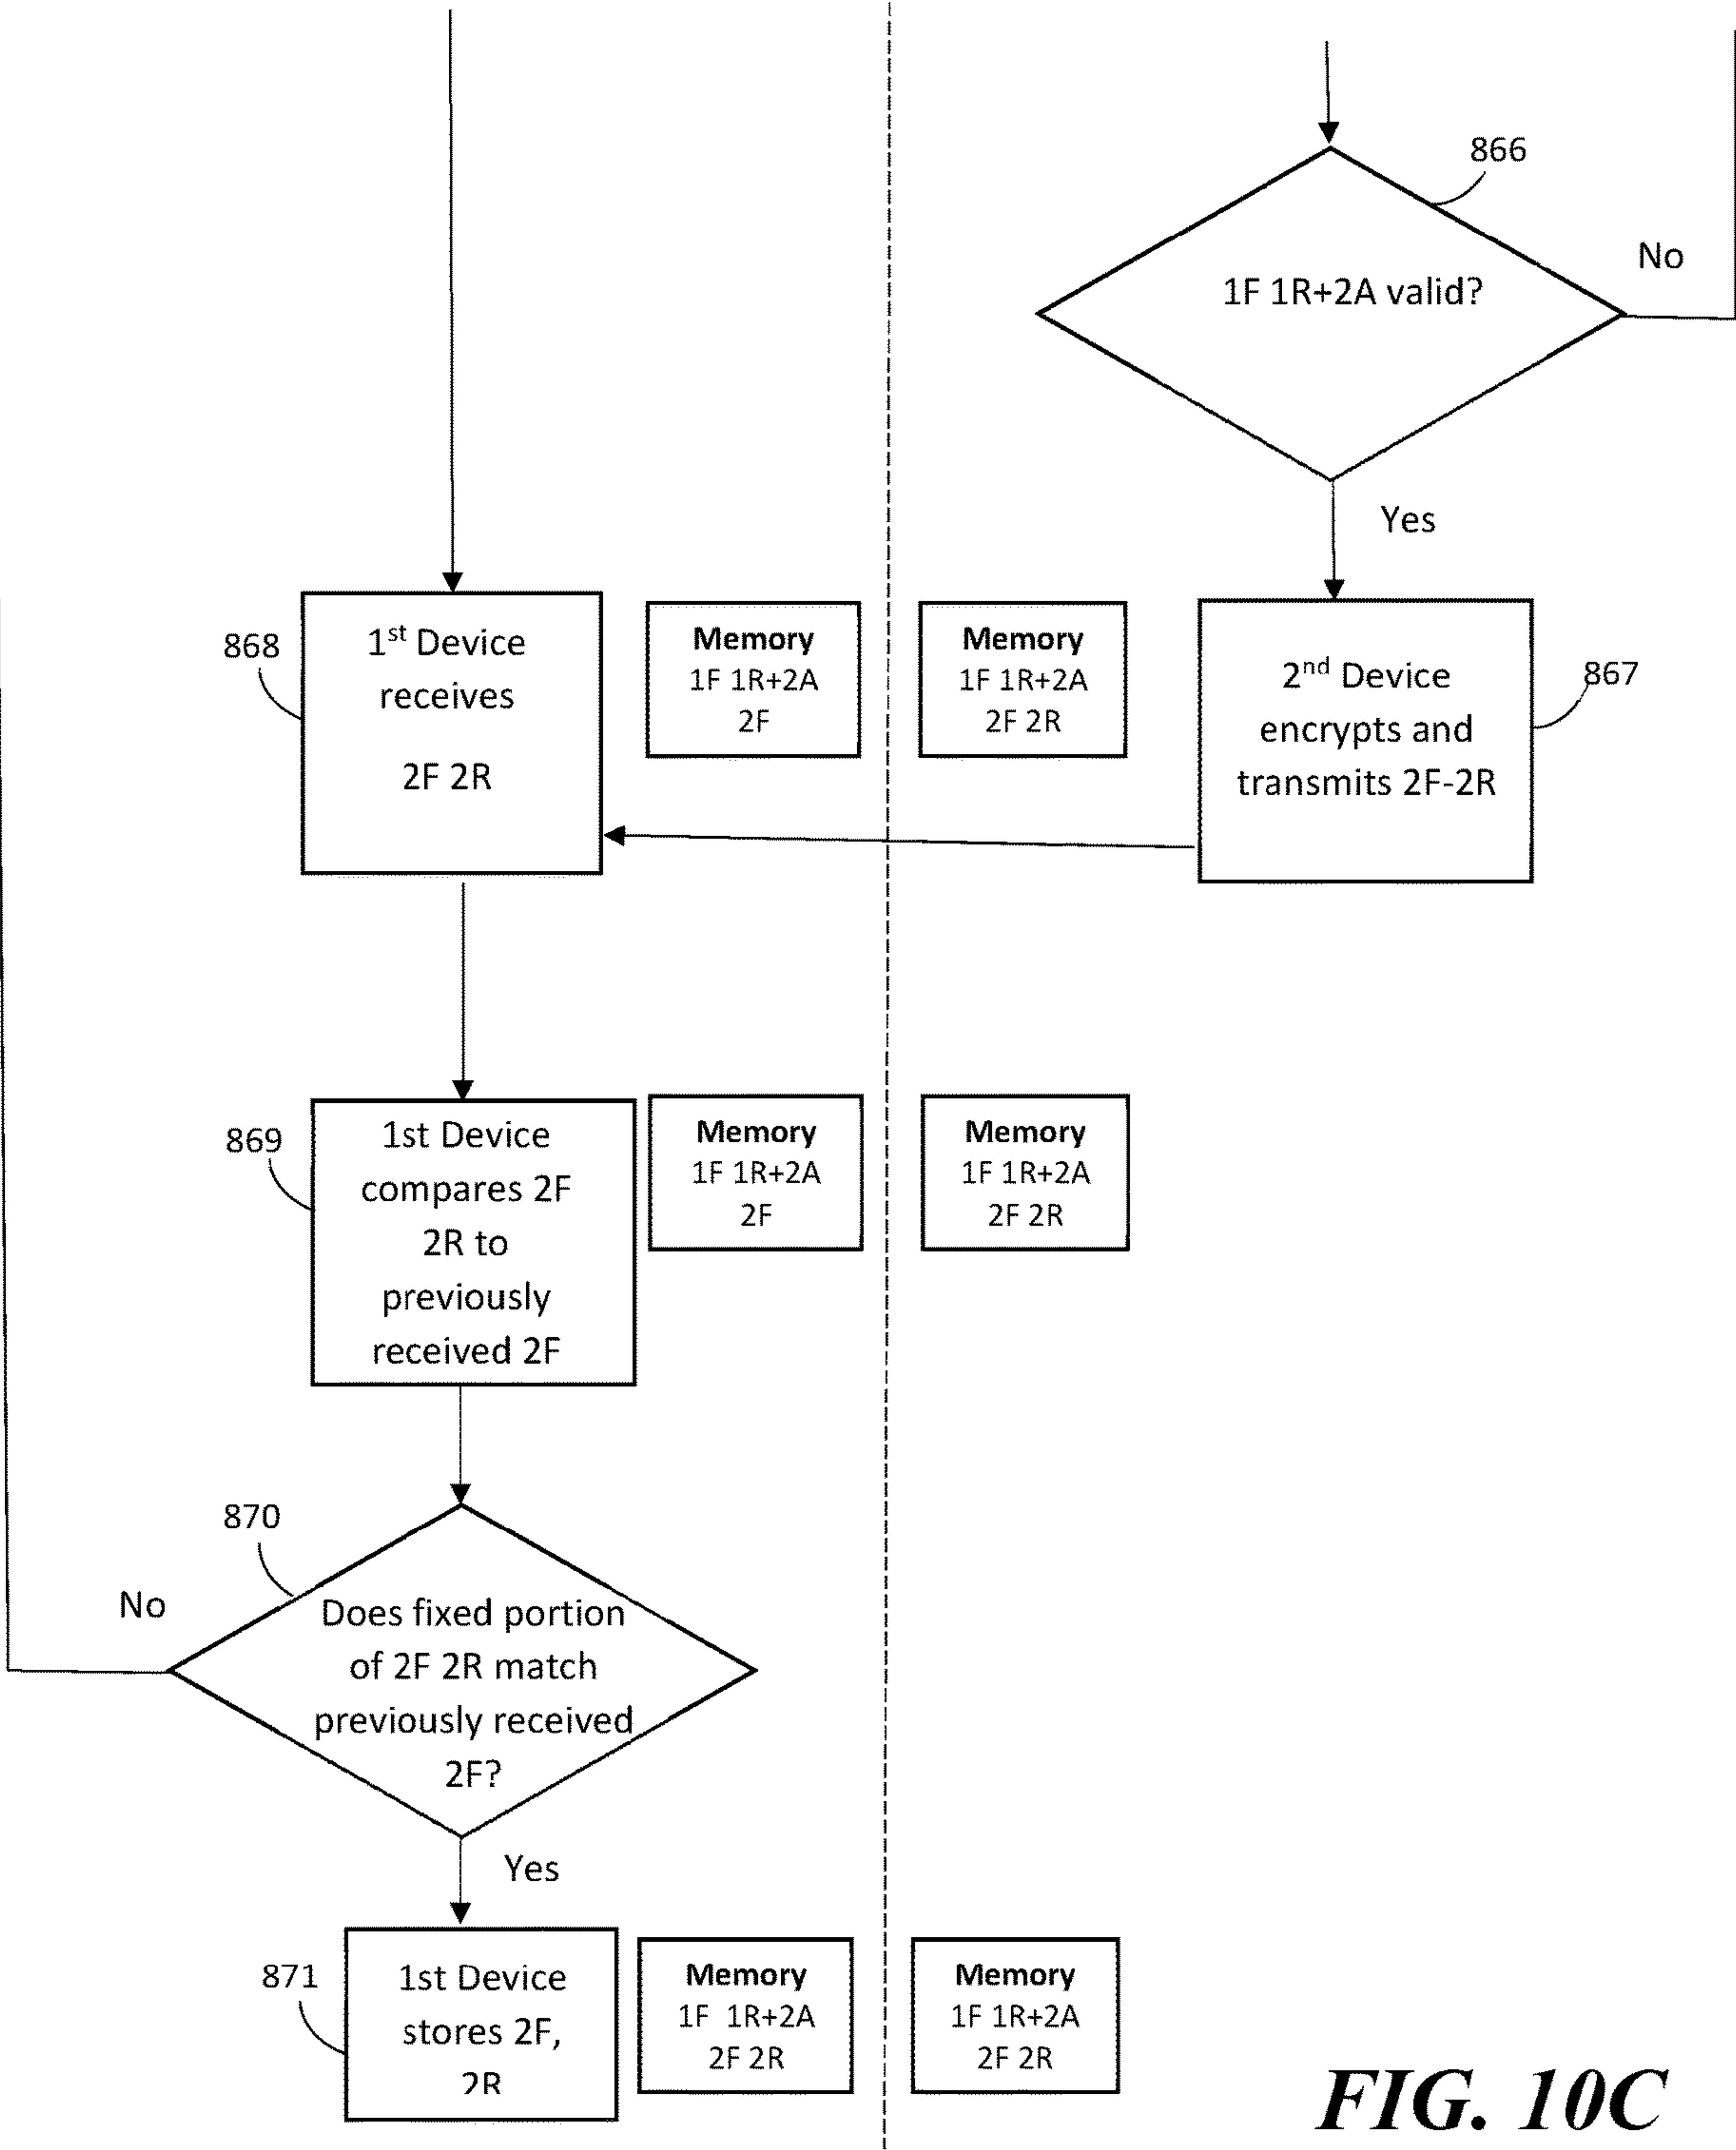 866
No
1F 1R+2A valid?
Yes
868
1st Device
receives
2F 2R
Memory
1F 1R+2A
2F
Memory
1F 1R+2A
2F 2R
2nd Device
encrypts and
transmits 2F-2R
867
869
1st Device
compares 2F
2R to
previously
received 2F
Memory
1F 1R+2A
2F
Memory
1F 1R+2A
2F 2R
870
No
Does fixed portion
of 2F 2R match
previously received
2F?
Yes
871
1st Device
stores 2F,
2R
Memory
1F 1R+2A
2F 2R
Memory
1F 1R+2A
2F 2R
FIG. 10C